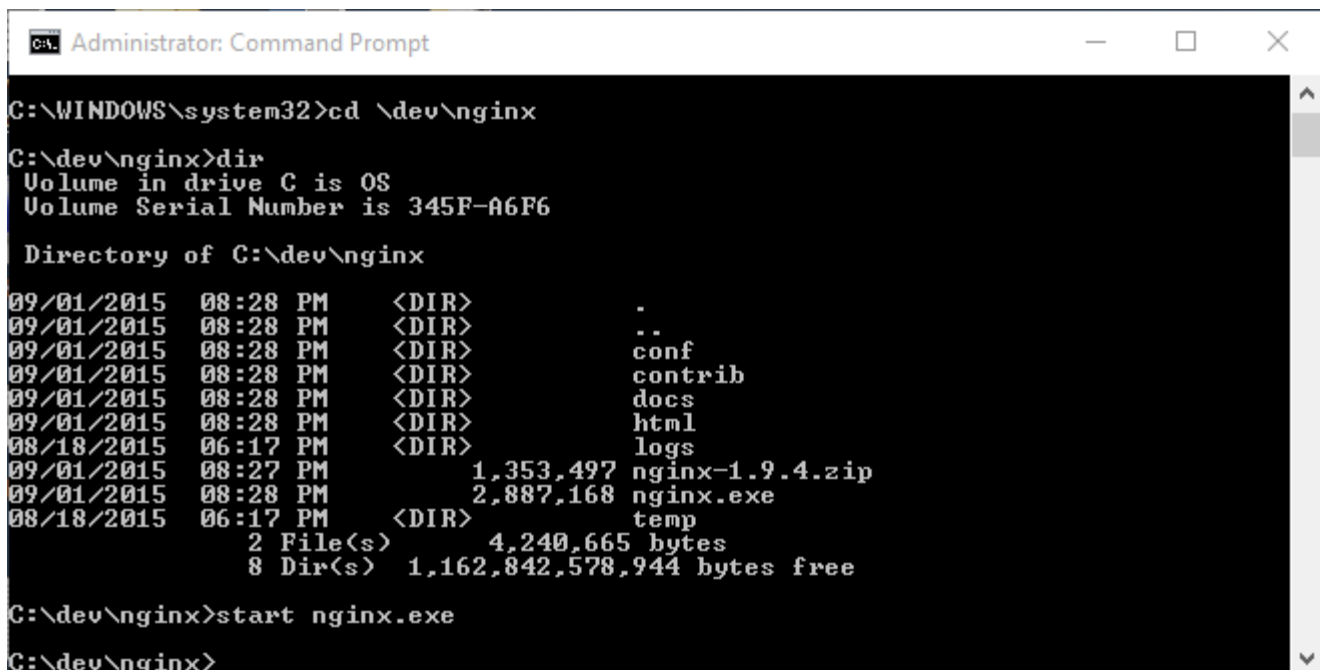 Administrator: Command Prompt
C:\WINDOWS\system32>cd \dev\nginx
C:\dev\nginx>dir
Volume in drive C is OS
Volume Serial Number is 345F-A6F6
Directory of C:\dev\nginx
09/01/2015 08:28 PM <DIR> .
09/01/2015 08:28 PM <DIR> ..
09/01/2015 08:28 PM <DIR> conf
09/01/2015 08:28 PM <DIR> contrib
09/01/2015 08:28 PM <DIR> docs
09/01/2015 08:28 PM <DIR> html
08/18/2015 06:17 PM <DIR> logs
09/01/2015 08:27 PM 1,353,497 nginx-1.9.4.zip
09/01/2015 08:28 PM 2,887,168 nginx.exe
08/18/2015 06:17 PM <DIR> temp
2 File(s) 4,240,665 bytes
8 Dir(s) 1,162,842,578,944 bytes free
C:\dev\nginx>start nginx.exe
C:\dev\nginx>